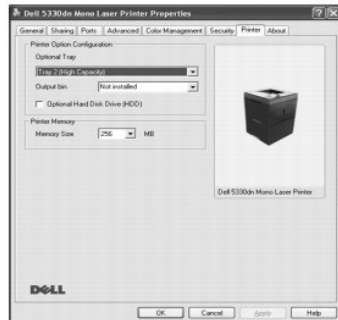 Dell 5330dn Mono Laser Printer Properties
General Sharing Ports Advanced Color Management Security Printer About
Printer Option Configuration
Optional Tray
Tray 2 (High Capacity)
Output bin Not installed
Optional Hard Disk Drive (HDD)
Printer Memory
Memory Size 256 MB
Dell 5330dn Mono Laser Printer
DELL
OK Cancel Apply Help